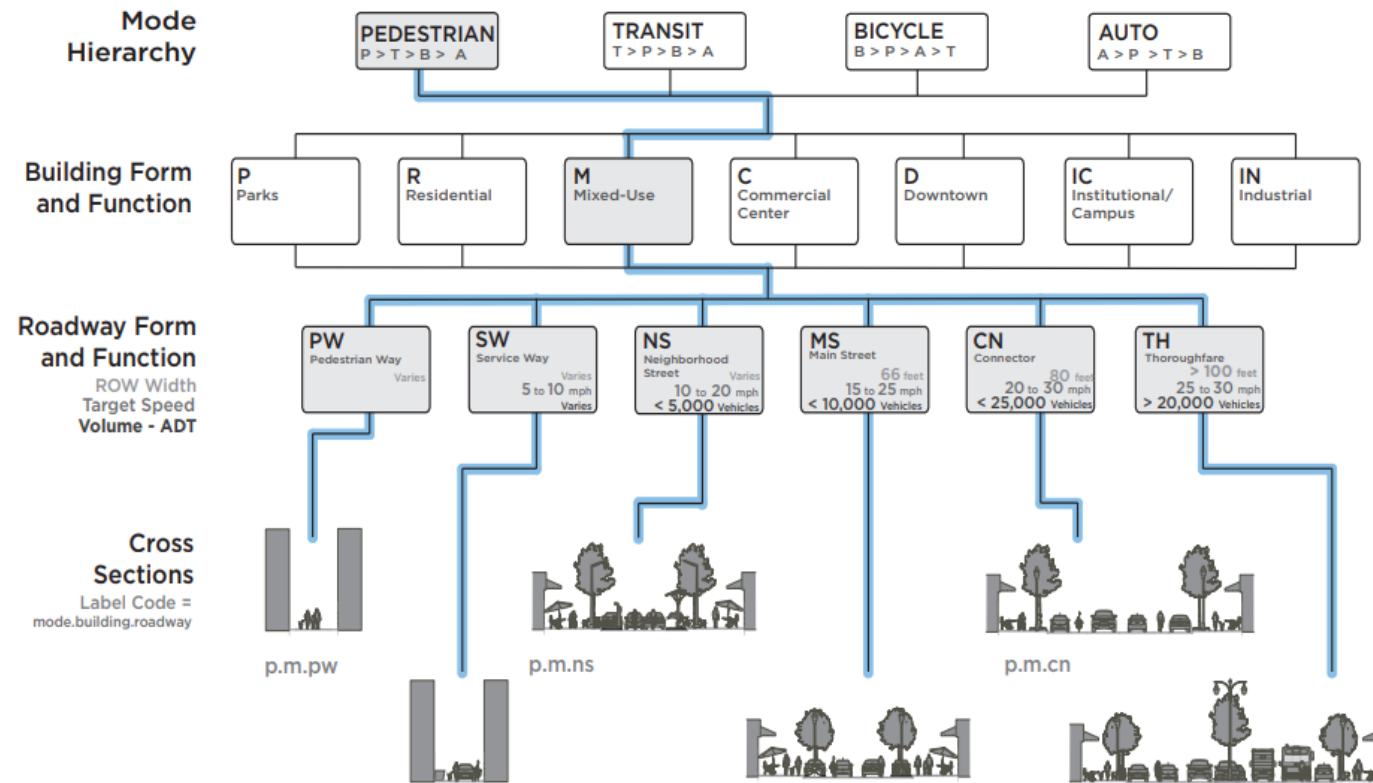 Mode
Hierarchy
PEDESTRIAN
P > T > B > A
TRANSIT
T > P > B > A
BICYCLE
B > P > A > T
AUTO
A > P > T > B
Building Form
and Function
P
Parks
R
Residential
M
Mixed-Use
C
Commercial
Center
D
Downtown
IC
Institutional/
Campus
IN
Industrial
Roadway Form
and Function
ROW Width
Target Speed
Volume - ADT
PW
Pedestrian Way
Varies
SW
Service Way
Varies
5 to 10 mph
Varies
NS
Neighborhood
Street
Varies
10 to 20 mph
< 5,000 Vehicles
MS
Main Street
66 feet
15 to 25 mph
< 10,000 Vehicles
CN
Connector
80 feet
20 to 30 mph
< 25,000 Vehicles
TH
Thoroughfare
> 100 feet
25 to 30 mph
> 20,000 Vehicles
Cross
Sections
Label Code =
mode.building.roadway
p.m.pw
p.m.ns
p.m.cn